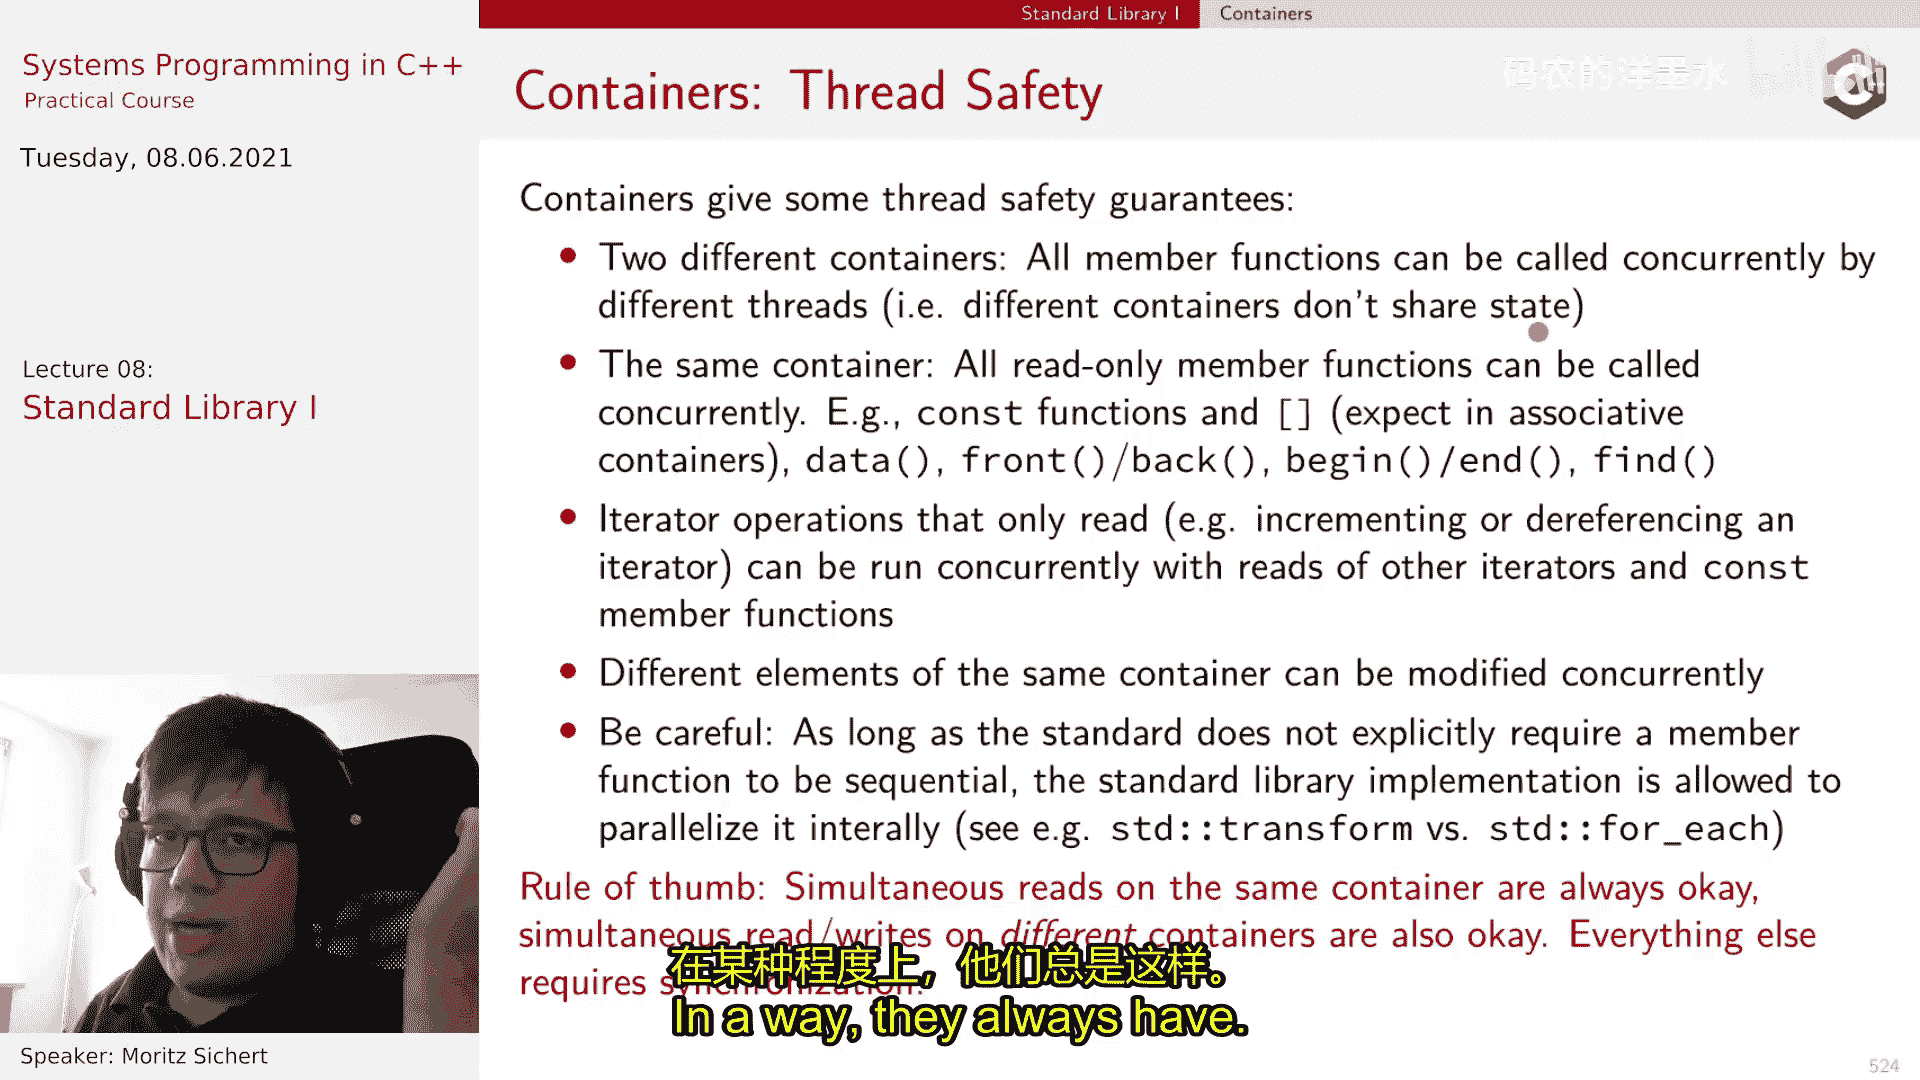 Standard Library I
Containers
Systems Programming in C++
Practical Course
Tuesday, 08.06.2021
Lecture 08:
Standard Library I
Speaker: Moritz Sichert
码农的洋墨水
Containers: Thread Safety
Containers give some thread safety guarantees:
Two different containers: All member functions can be called concurrently by
different threads (i.e. different containers don't share state)
The same container: All read-only member functions can be called
concurrently. E.g., const functions and [] (expect in associative
containers), data(), front()/back(), begin()/end(), find()
Iterator operations that only read (e.g. incrementing or dereferencing an
iterator) can be run concurrently with reads of other iterators and const
member functions
Different elements of the same container can be modified concurrently
Be careful: As long as the standard does not explicitly require a member
function to be sequential, the standard library implementation is allowed to
parallelize it interally (see e.g. std::transform vs. std::for_each)
Rule of thumb: Simultaneous reads on the same container are always okay,
simultaneous read/writes on different containers are also okay. Everything else
requires synchronization.
在某种程度上，他们总是这样。
In a way, they always have.
524